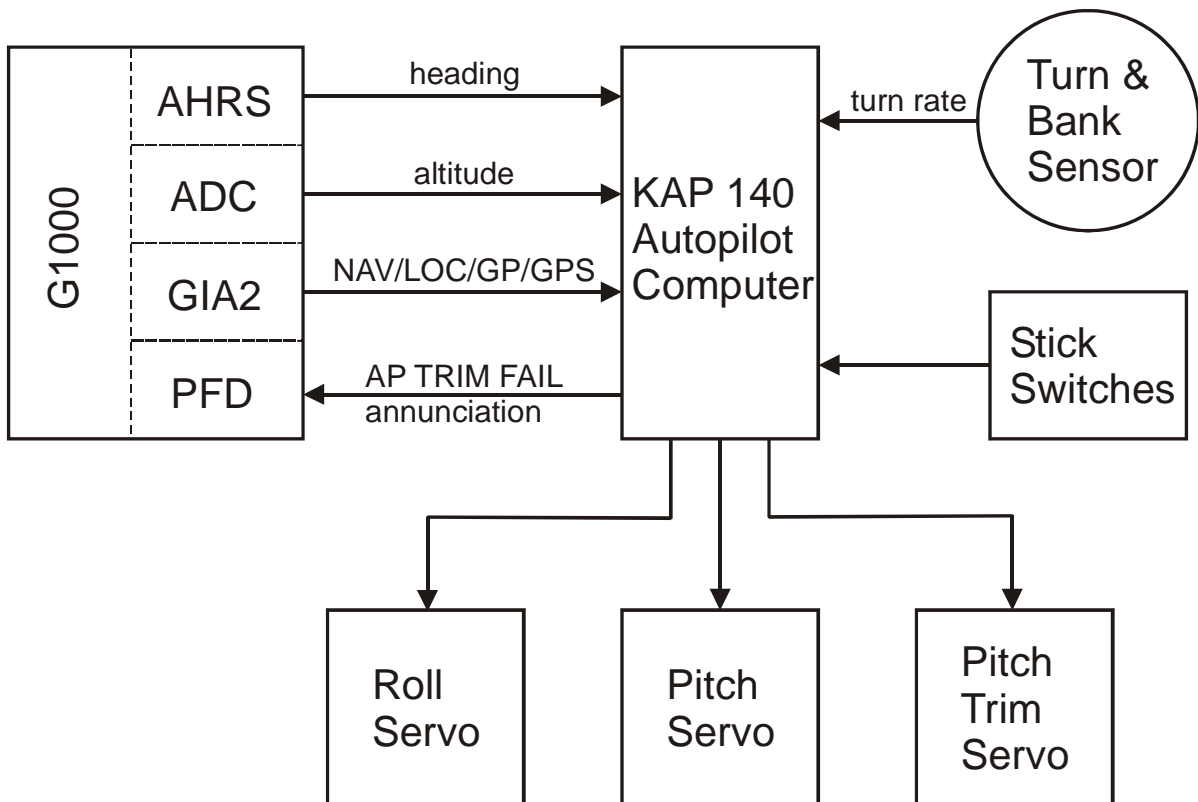 G1000
AHRS
ADC
GIA2
PFD
heading
altitude
NAV/LOC/GP/GPS
AP TRIM FAIL
annunciation
KAP 140
Autopilot
Computer
turn rate
Turn &
Bank
Sensor
Stick
Switches
Roll
Servo
Pitch
Servo
Pitch
Trim
Servo